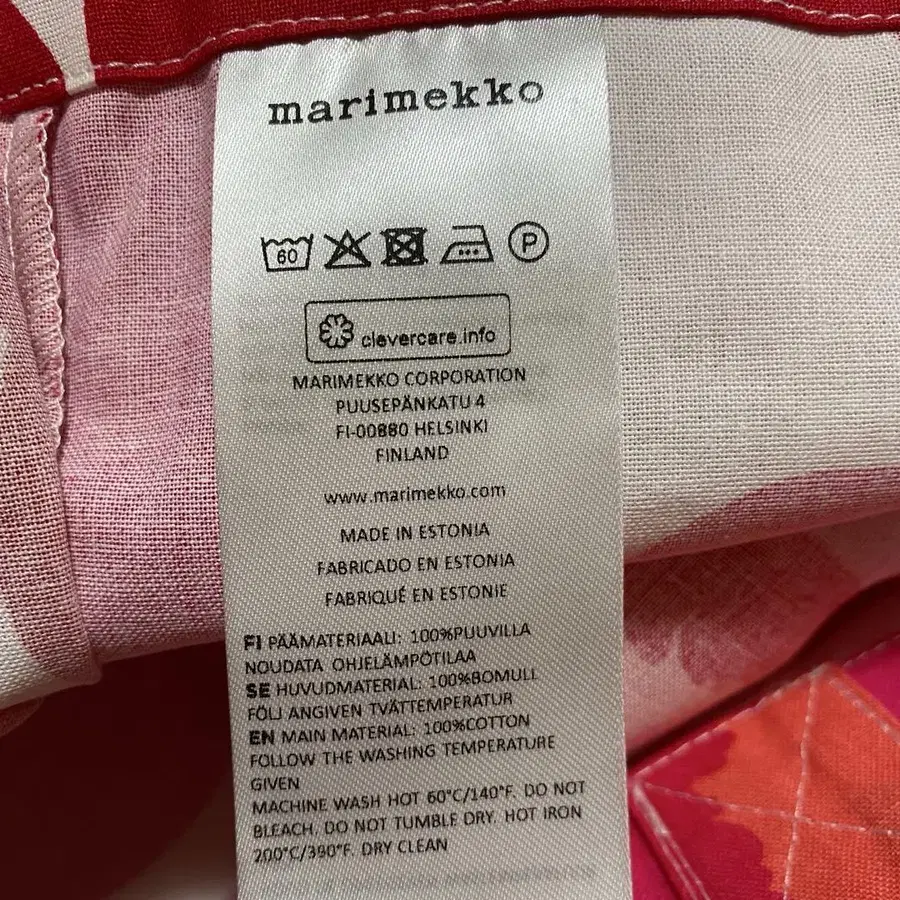 marimekko
60
P
clevercare.info
MARIMEKKO CORPORATION
PUUSEPÄNKATU 4
FI-00880 HELSINKI
FINLAND
www.marimekko.com
MADE IN ESTONIA
FABRICADO EN ESTONIA
FABRIQUÉ EN ESTONIE
FI PÄÄMATERIAALI: 100%PUUVILLA
NOUDATA OHJELÄMPÖTILAA
SE HUVUDMATERIAL: 100%BOMULL
FÖLJ ANGIVEN TVÄTTEMPERATUR
EN MAIN MATERIAL: 100%COTTON
FOLLOW THE WASHING TEMPERATURE
GIVEN
MACHINE WASH HOT 60°C/140°F. DO NOT
BLEACH. DO NOT TUMBLE DRY. HOT IRON
200°C/390°F. DRY CLEAN